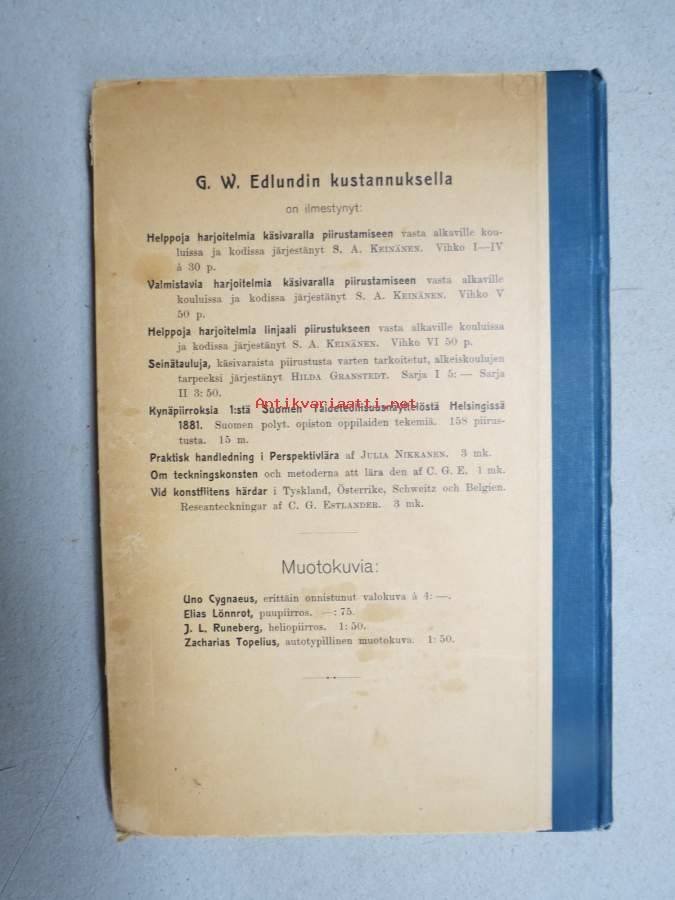 G. W. Edlundin kustannuksella
on ilmestynyt:
Helppoja harjoitelmia käsivaralla piirustamiseen vasta alkaville kou-
luissa ja kodissa järjestänyt S. A. Keinänen. Vihko I—IV
à 30 p.
Valmistavia harjoitelmia käsivaralla piirustamiseen vasta alkaville
kouluissa ja kodissa järjestänyt S. A. Keinänen. Vihko V
50 p.
Helppoja harjoitelmia linjaali piirustukseen vasta alkaville kouluissa
ja kodissa järjestänyt S. A. Keinänen. Vihko VI 50 p.
Seinätauluja, käsivaraista piirustusta varten tarkoitetut, alkeiskoulujen
tarpeeksi järjestänyt Hilda Granstedt. Sarja I 5: — Sarja
II 3: 50.
Antikvariaatti.net
Kynäpiirroksia 1:stä Suomen Taideteollisuusnäyttelöstä Helsingissä
1881. Suomen polyt. opiston oppilaiden tekemiä. 158 piirus-
tusta. 15 m.
Praktisk handledning i Perspektivlära af Julia Nikkanen. 3 mk.
Om teckningskonsten och metoderna att lära den af C. G. E. 1 mk.
Vid konstflitens härdar i Tyskland, Österrike, Schweitz och Belgien.
Reseanteckningar af C. G. Estlander. 3 mk.
Muotokuvia:
Uno Cygnaeus, erittäin onnistunut valokuva à 4: —.
Elias Lönnrot, puupiirros. —: 75.
J. L. Runeberg, heliopiirros. 1: 50.
Zacharias Topelius, autotypillinen muotokuva. 1: 50.